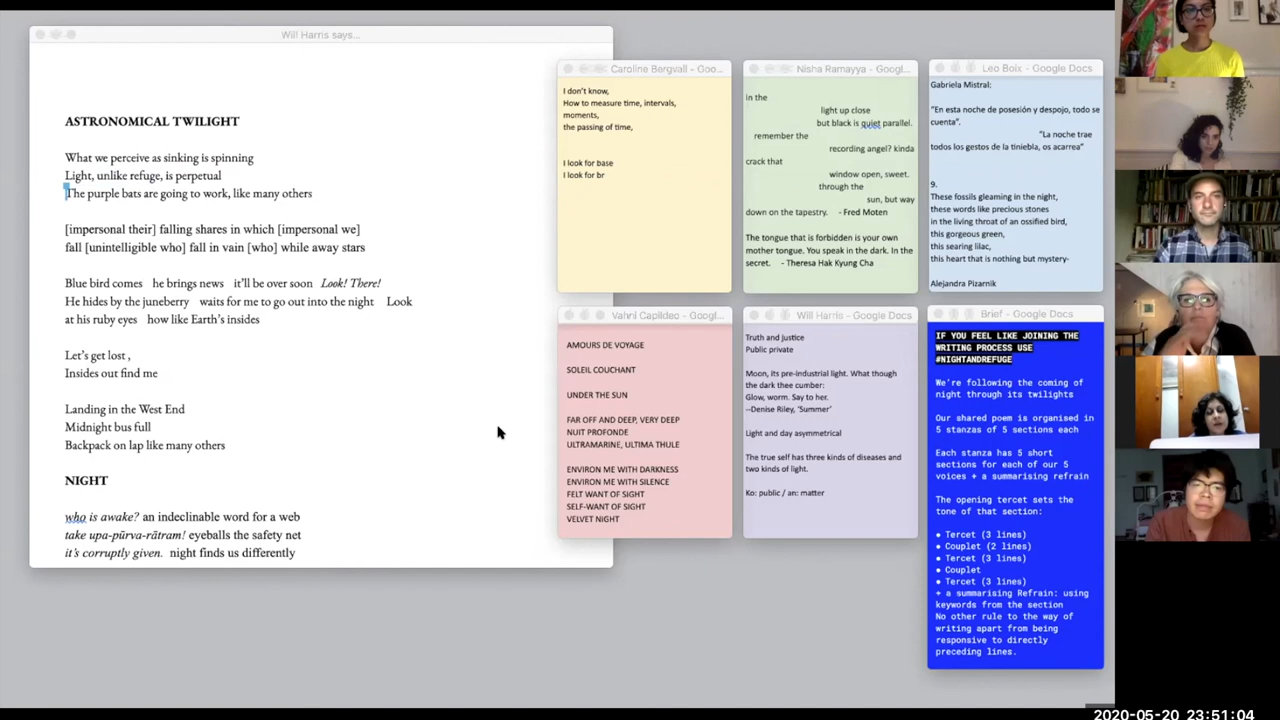 Will Harris says...
ASTRONOMICAL TWILIGHT
What we perceive as sinking is spinning
Light, unlike refuge, is perpetual
The purple bats are going to work, like many others
[impersonal their] falling shares in which [impersonal we]
fall [unintelligible who] fall in vain [who] while away stars
Blue bird comes he brings news it'll be over soon Look! There!
He hides by the juneberry waits for me to go out into the night Look
at his ruby eyes how like Earth's insides
Let's get lost ,
Insides out find me
Landing in the West End
Midnight bus full
Backpack on lap like many others
NIGHT
who is awake? an indeclinable word for a web
take upa-pūrva-rātram! eyeballs the safety net
it's corruptly given. night finds us differently
Caroline Bergvall - Goo...
I don't know,
How to measure time, intervals,
moments,
the passing of time,
I look for base
I look for br
Nisha Ramayya - Googl...
in the
light up close
but black is quiet parallel.
remember the
recording angel? kinda
crack that
window open, sweet.
through the
sun, but way
down on the tapestry. - Fred Moten
The tongue that is forbidden is your own
mother tongue. You speak in the dark. In the
secret. - Theresa Hak Kyung Cha
Leo Boix - Google Docs
Gabriela Mistral:
"En esta noche de posesión y despojo, todo se
cuenta".
"La noche trae
todos los gestos de la tiniebla, os acarrea"
9.
These fossils gleaming in the night,
these words like precious stones
in the living throat of an ossified bird,
this gorgeous green,
this searing lilac,
this heart that is nothing but mystery-
Alejandra Pizarnik
Vahni Capildeo - Googl...
AMOURS DE VOYAGE
SOLEIL COUCHANT
UNDER THE SUN
FAR OFF AND DEEP, VERY DEEP
NUIT PROFONDE
ULTRAMARINE, ULTIMA THULE
ENVIRON ME WITH DARKNESS
ENVIRON ME WITH SILENCE
FELT WANT OF SIGHT
SELF-WANT OF SIGHT
VELVET NIGHT
Will Harris - Google Docs
Truth and Justice
Public private
Moon, its pre-industrial light. What though
the dark thee cumber:
Glow, worm. Say to her.
--Denise Riley, 'Summer'
Light and day asymmetrical
The true self has three kinds of diseases and
two kinds of light.
Ko: public / an: matter
Brief - Google Docs
IF YOU FEEL LIKE JOINING THE
WRITING PROCESS USE
#NIGHTANDREFUGE
We're following the coming of
night through its twilights
Our shared poem is organised in
5 stanzas of 5 sections each
Each stanza has 5 short
sections for each of our 5
voices + a summarising refrain
The opening tercet sets the
tone of that section:
● Tercet (3 lines)
● Couplet (2 lines)
● Tercet (3 lines)
● Couplet
● Tercet (3 lines)
+ a summarising Refrain: using
keywords from the section
No other rule to the way of
writing apart from being
responsive to directly
preceding lines.
2020-05-20 23:51:04